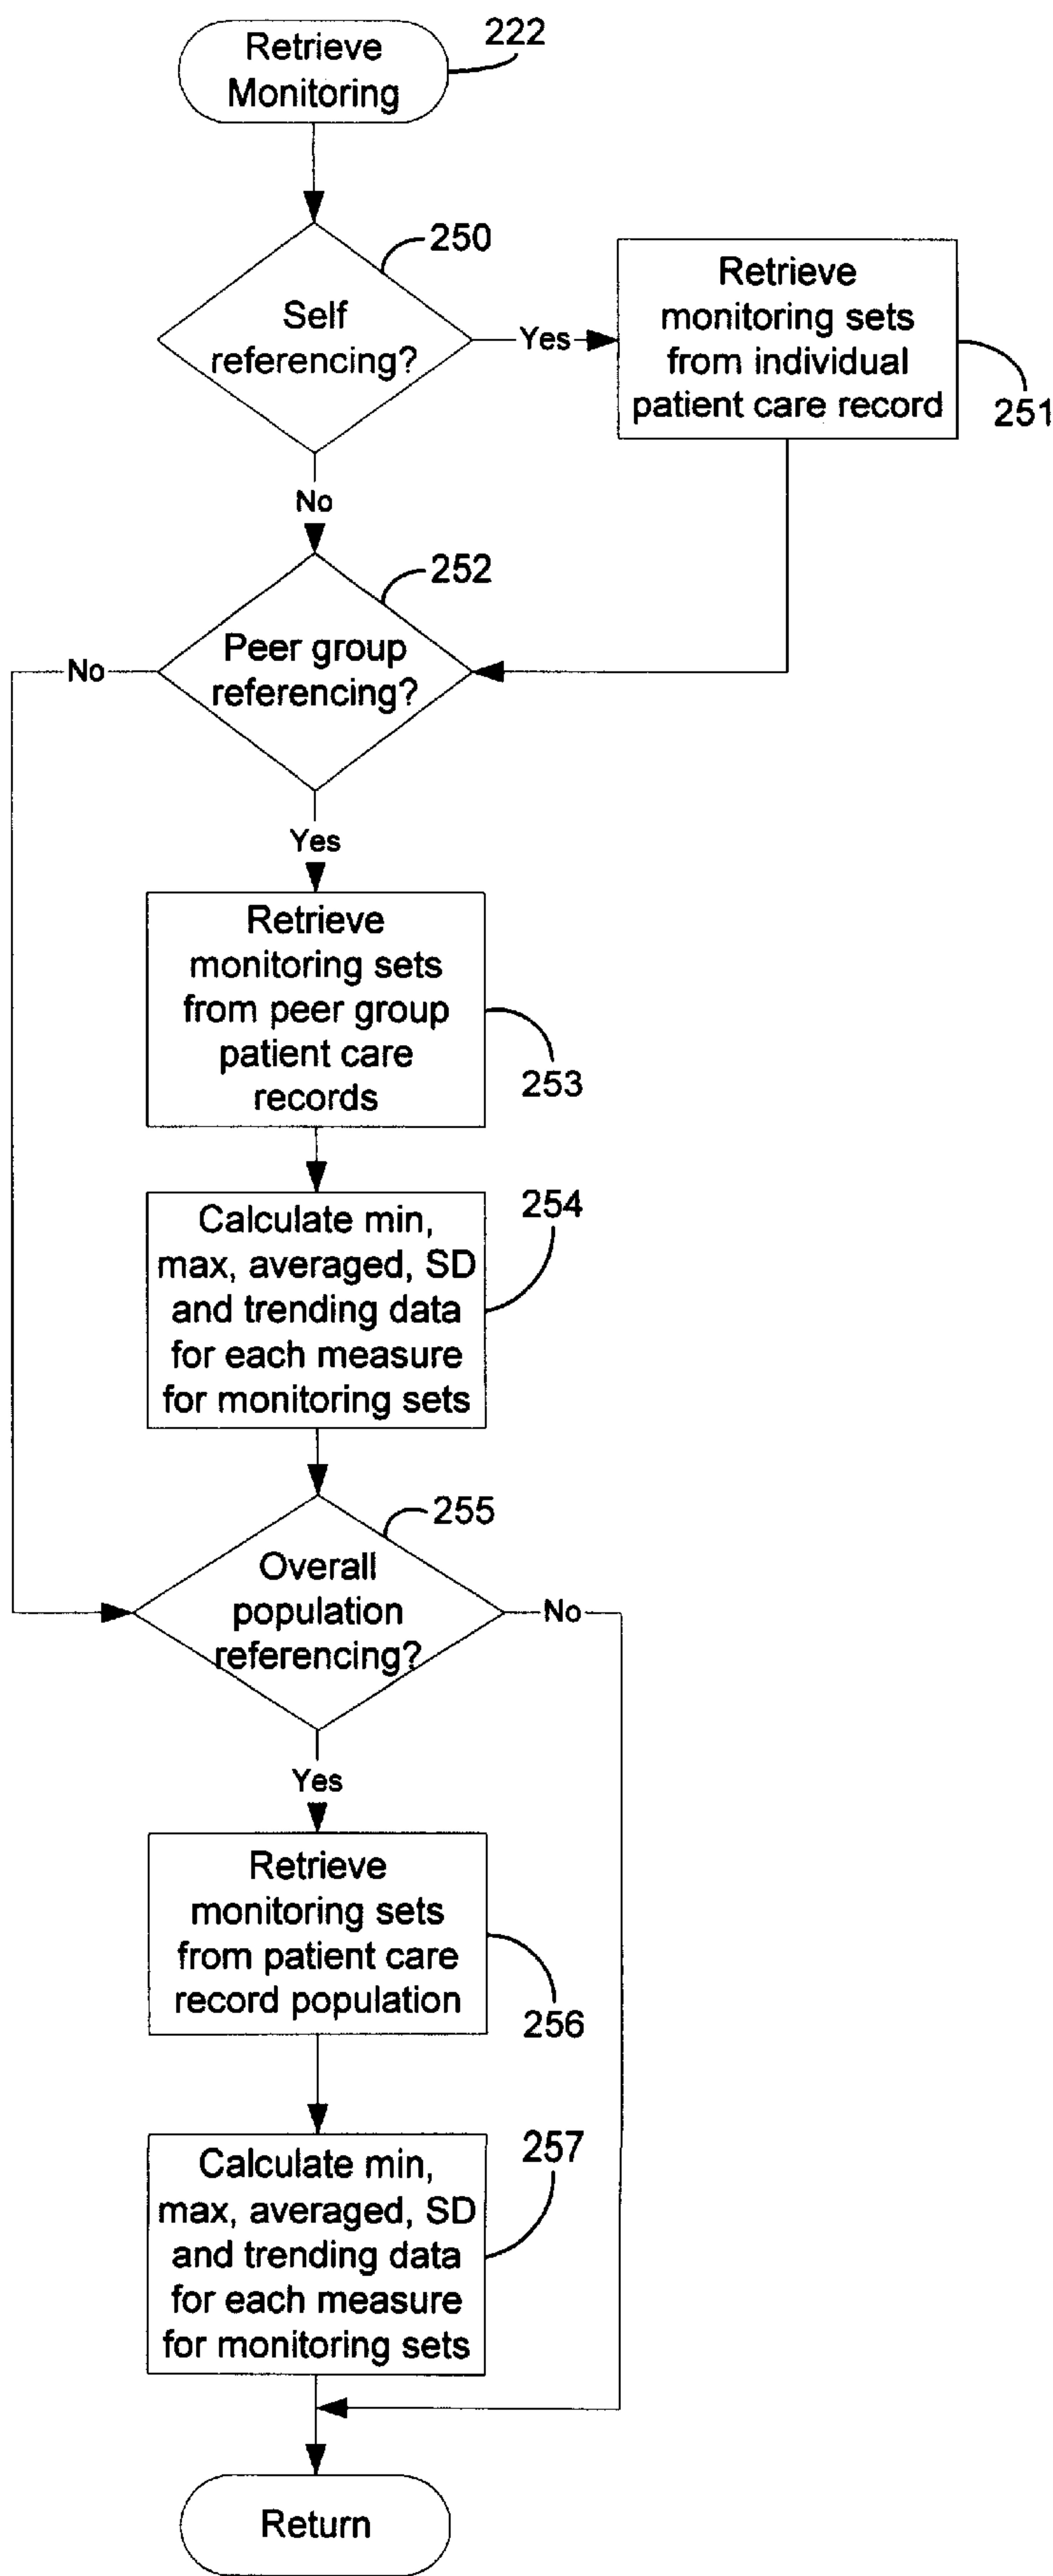 Retrieve
Monitoring
222
250
Self
referencing?
Yes
Retrieve
monitoring sets
from individual
patient care record
251
No
252
Peer group
referencing?
No
Yes
Retrieve
monitoring sets
from peer group
patient care
records
253
254
Calculate min,
max, averaged, SD
and trending data
for each measure
for monitoring sets
255
Overall
population
referencing?
No
Yes
Retrieve
monitoring sets
from patient care
record population
256
257
Calculate min,
max, averaged, SD
and trending data
for each measure
for monitoring sets
Return